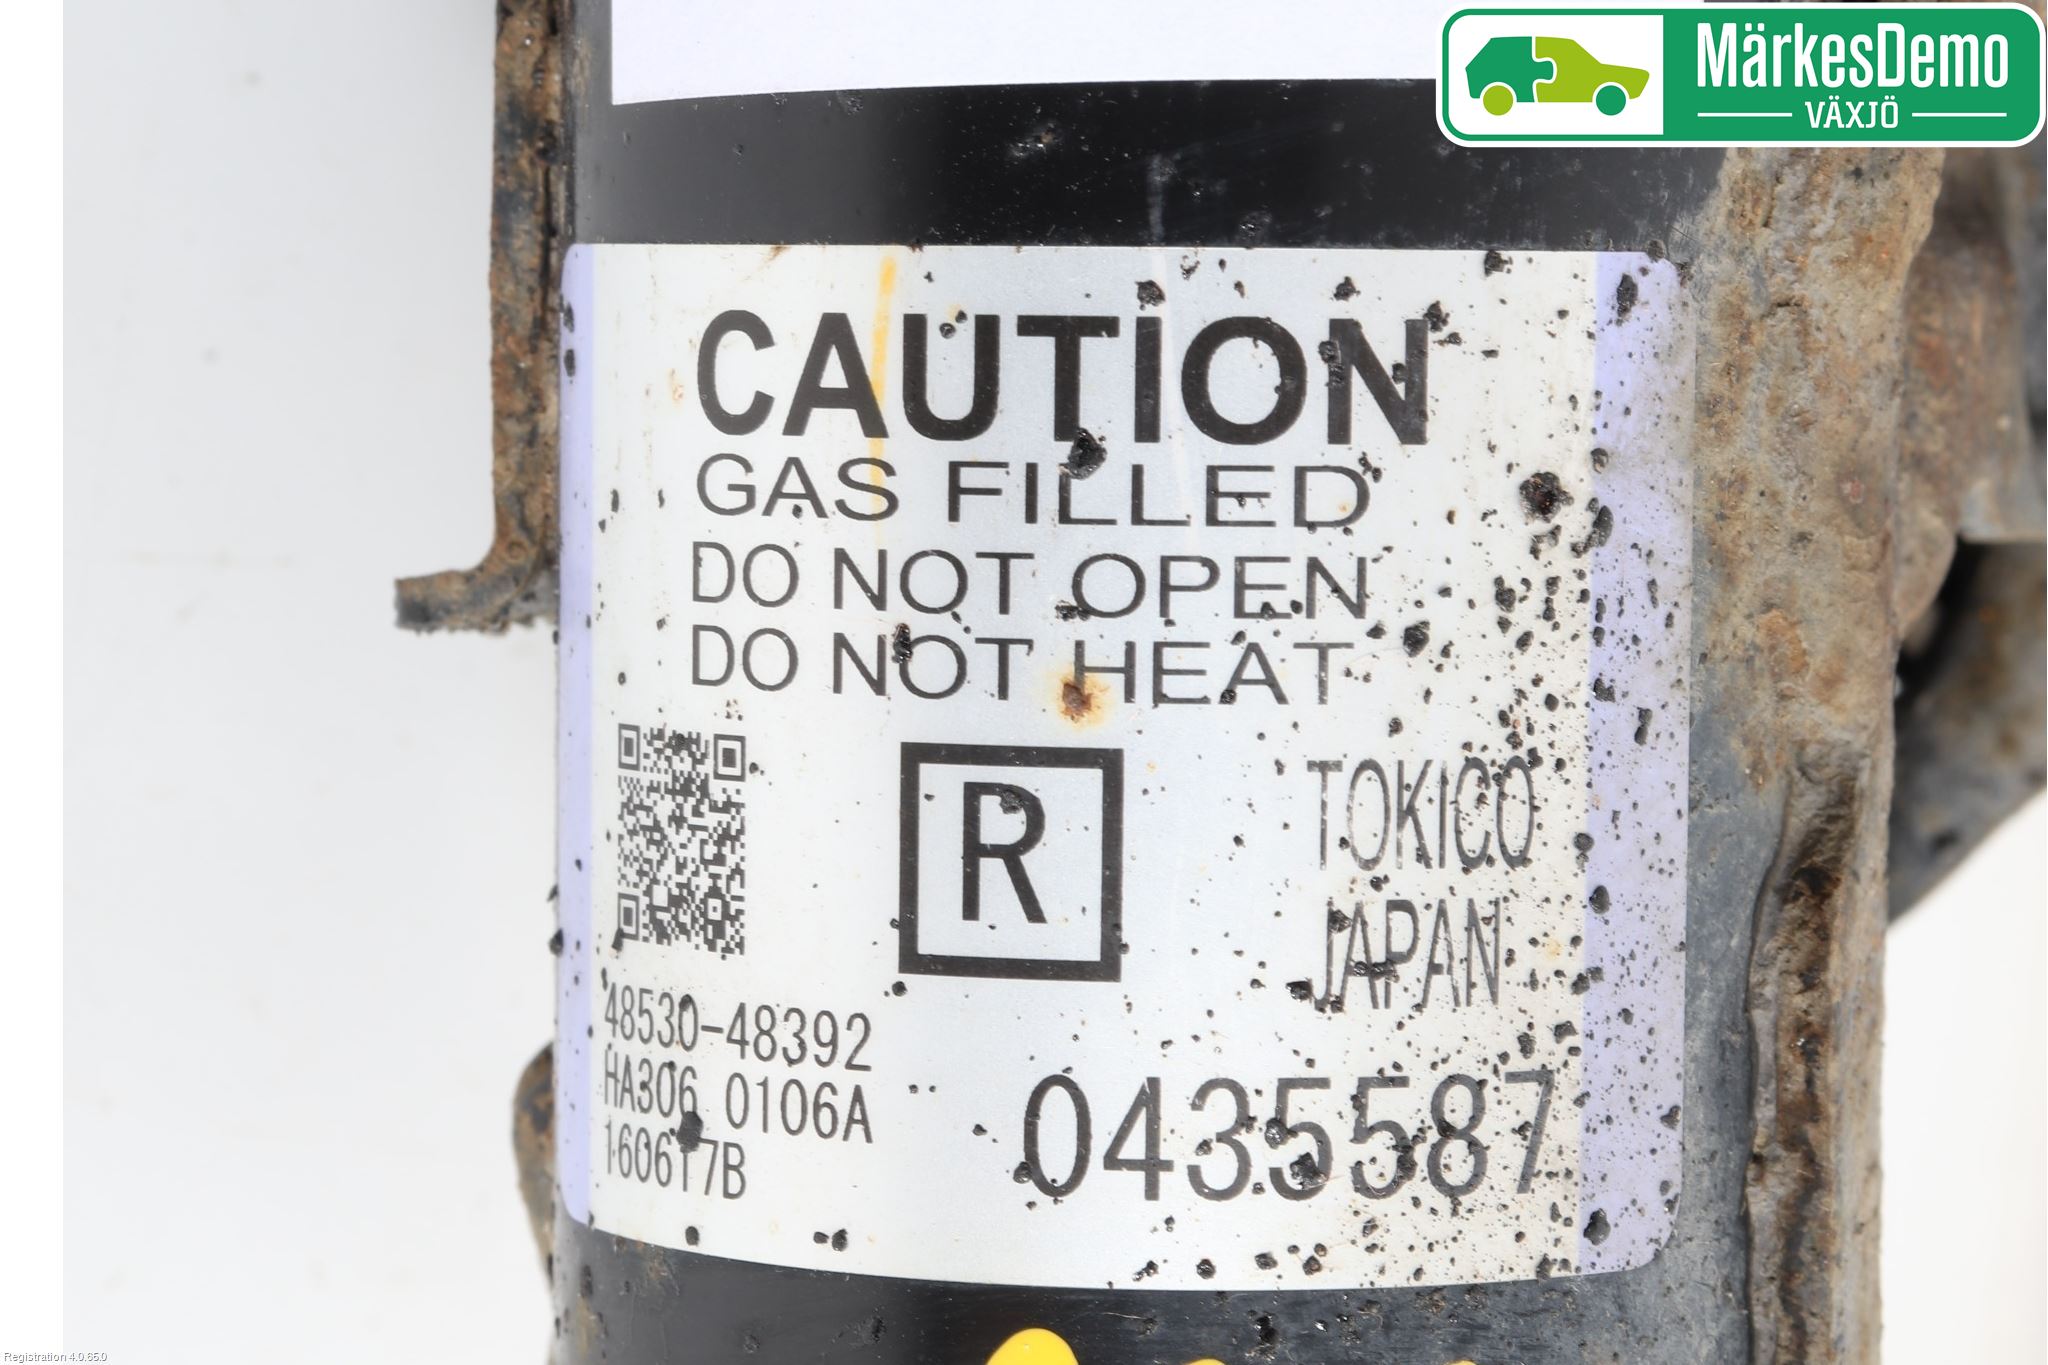 MärkesDemo
VÄXJÖ
CAUTION
GAS FILLED
DO NOT OPEN
DO NOT HEAT
R
TOKICO
JAPAN
48530-48392
HA306 0106A
160617B
0435587
Registration 4.0.65.0